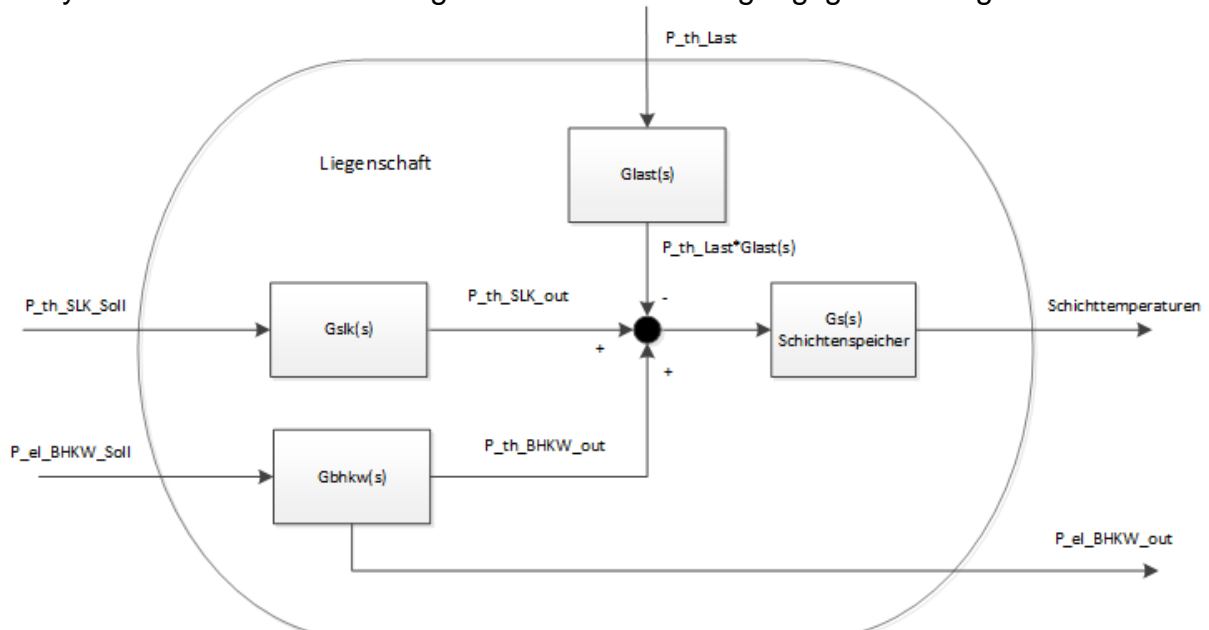 P_th_Last
Liegenschaft
Glast(s)
P_th_Last*Glast(s)
P_th_SLK_Soll
Gslk(s)
P_th_SLK_out
-
+
Gs(s)
Schichtenspeicher
Schichttemperaturen
+
P_el_BHKW_Soll
Gbhkw(s)
P_th_BHKW_out
P_el_BHKW_out